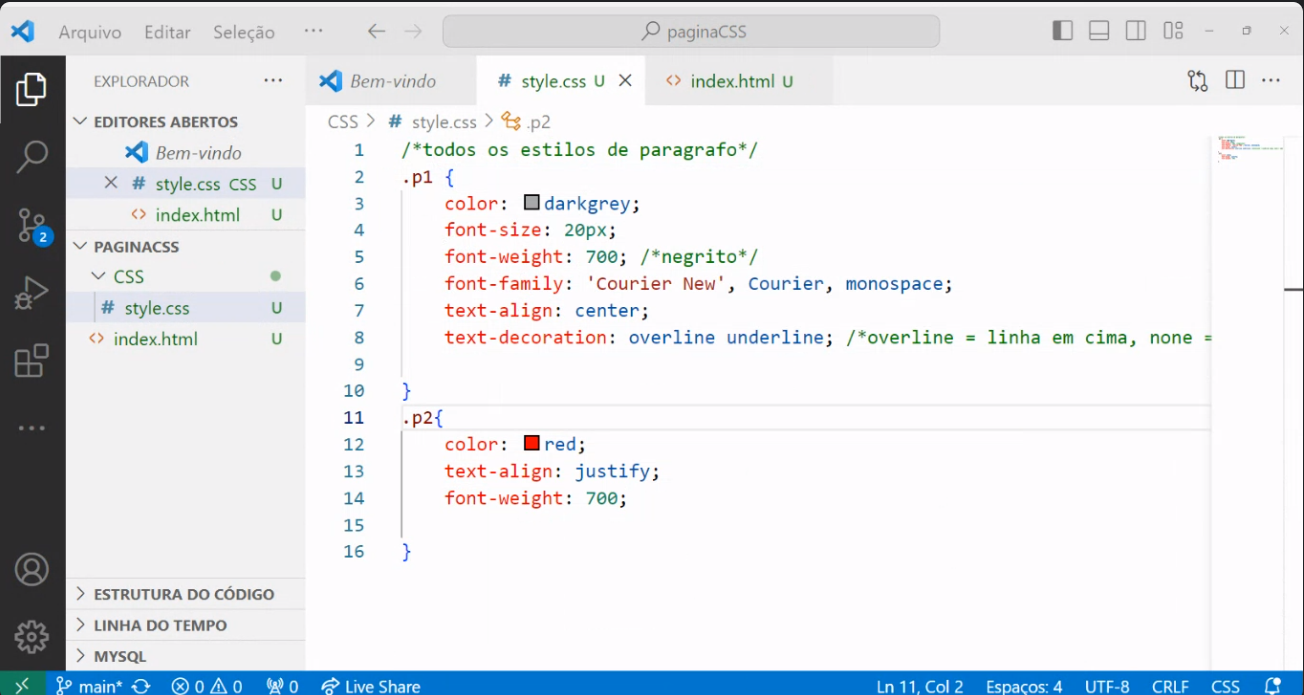 Arquivo Editar Seleção ··· paginaCSS
EXPLORADOR ···
EDITORES ABERTOS
Bem-vindo
style.css CSS U
index.html U
PAGINACSS
CSS
# style.css U
index.html U
ESTRUTURA DO CÓDIGO
LINHA DO TEMPO
MYSQL
2
Bem-vindo # style.css U <> index.html U
CSS > # style.css > .p2
1 /*todos os estilos de paragrafo*/
2 .p1 {
3 color: darkgrey;
4 font-size: 20px;
5 font-weight: 700; /*negrito*/
6 font-family: 'Courier New', Courier, monospace;
7 text-align: center;
8 text-decoration: overline underline; /*overline = linha em cima, none =
9
10 }
11 .p2{
12 color: red;
13 text-align: justify;
14 font-weight: 700;
15
16 }
main* 0 0 0 Live Share Ln 11, Col 2 Espaços: 4 UTF-8 CRLF CSS